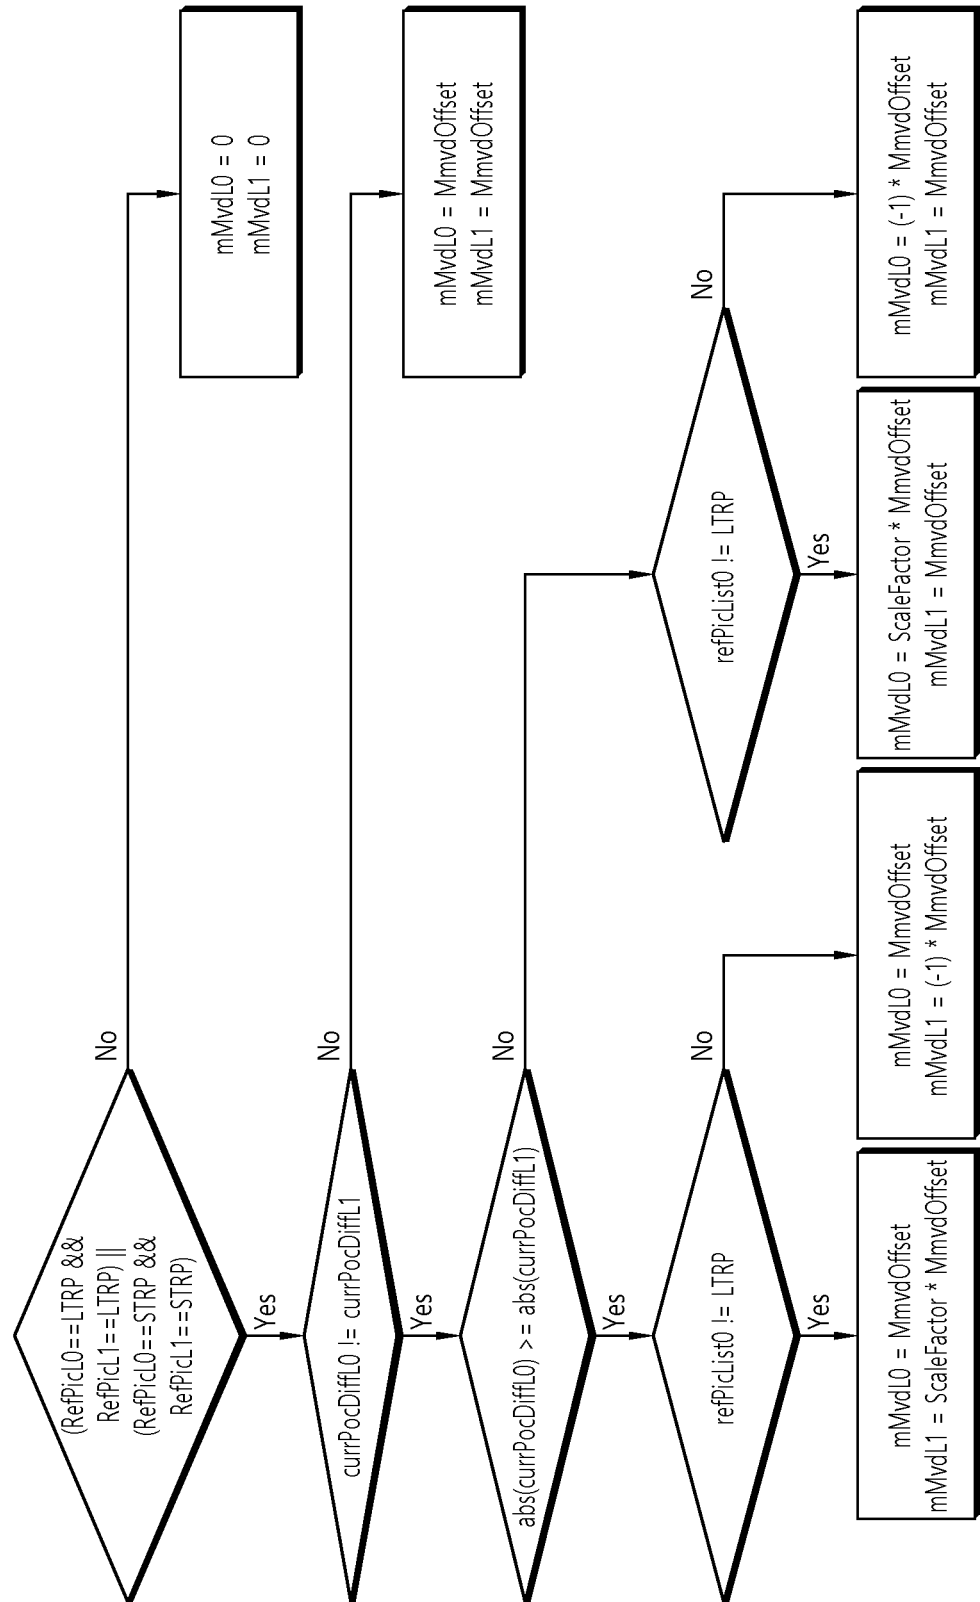 (RefPicL0==LTRP &&
RefPicL1==LTRP) ||
(RefPicL0==STRP &&
RefPicL1==STRP)
No
mMvdL0 = 0
mMvdL1 = 0
Yes
currPocDiffL0 != currPocDiffL1
No
mMvdL0 = MmvdOffset
mMvdL1 = MmvdOffset
Yes
abs(currPocDiffL0) >= abs(currPocDiffL1)
No
Yes
refPicList0 != LTRP
No
refPicList0 != LTRP
No
Yes
Yes
mMvdL0 = MmvdOffset
mMvdL1 = ScaleFactor * MmvdOffset
mMvdL0 = MmvdOffset
mMvdL1 = (-1) * MmvdOffset
mMvdL0 = ScaleFactor * MmvdOffset
mMvdL1 = MmvdOffset
mMvdL0 = (-1) * MmvdOffset
mMvdL1 = MmvdOffset